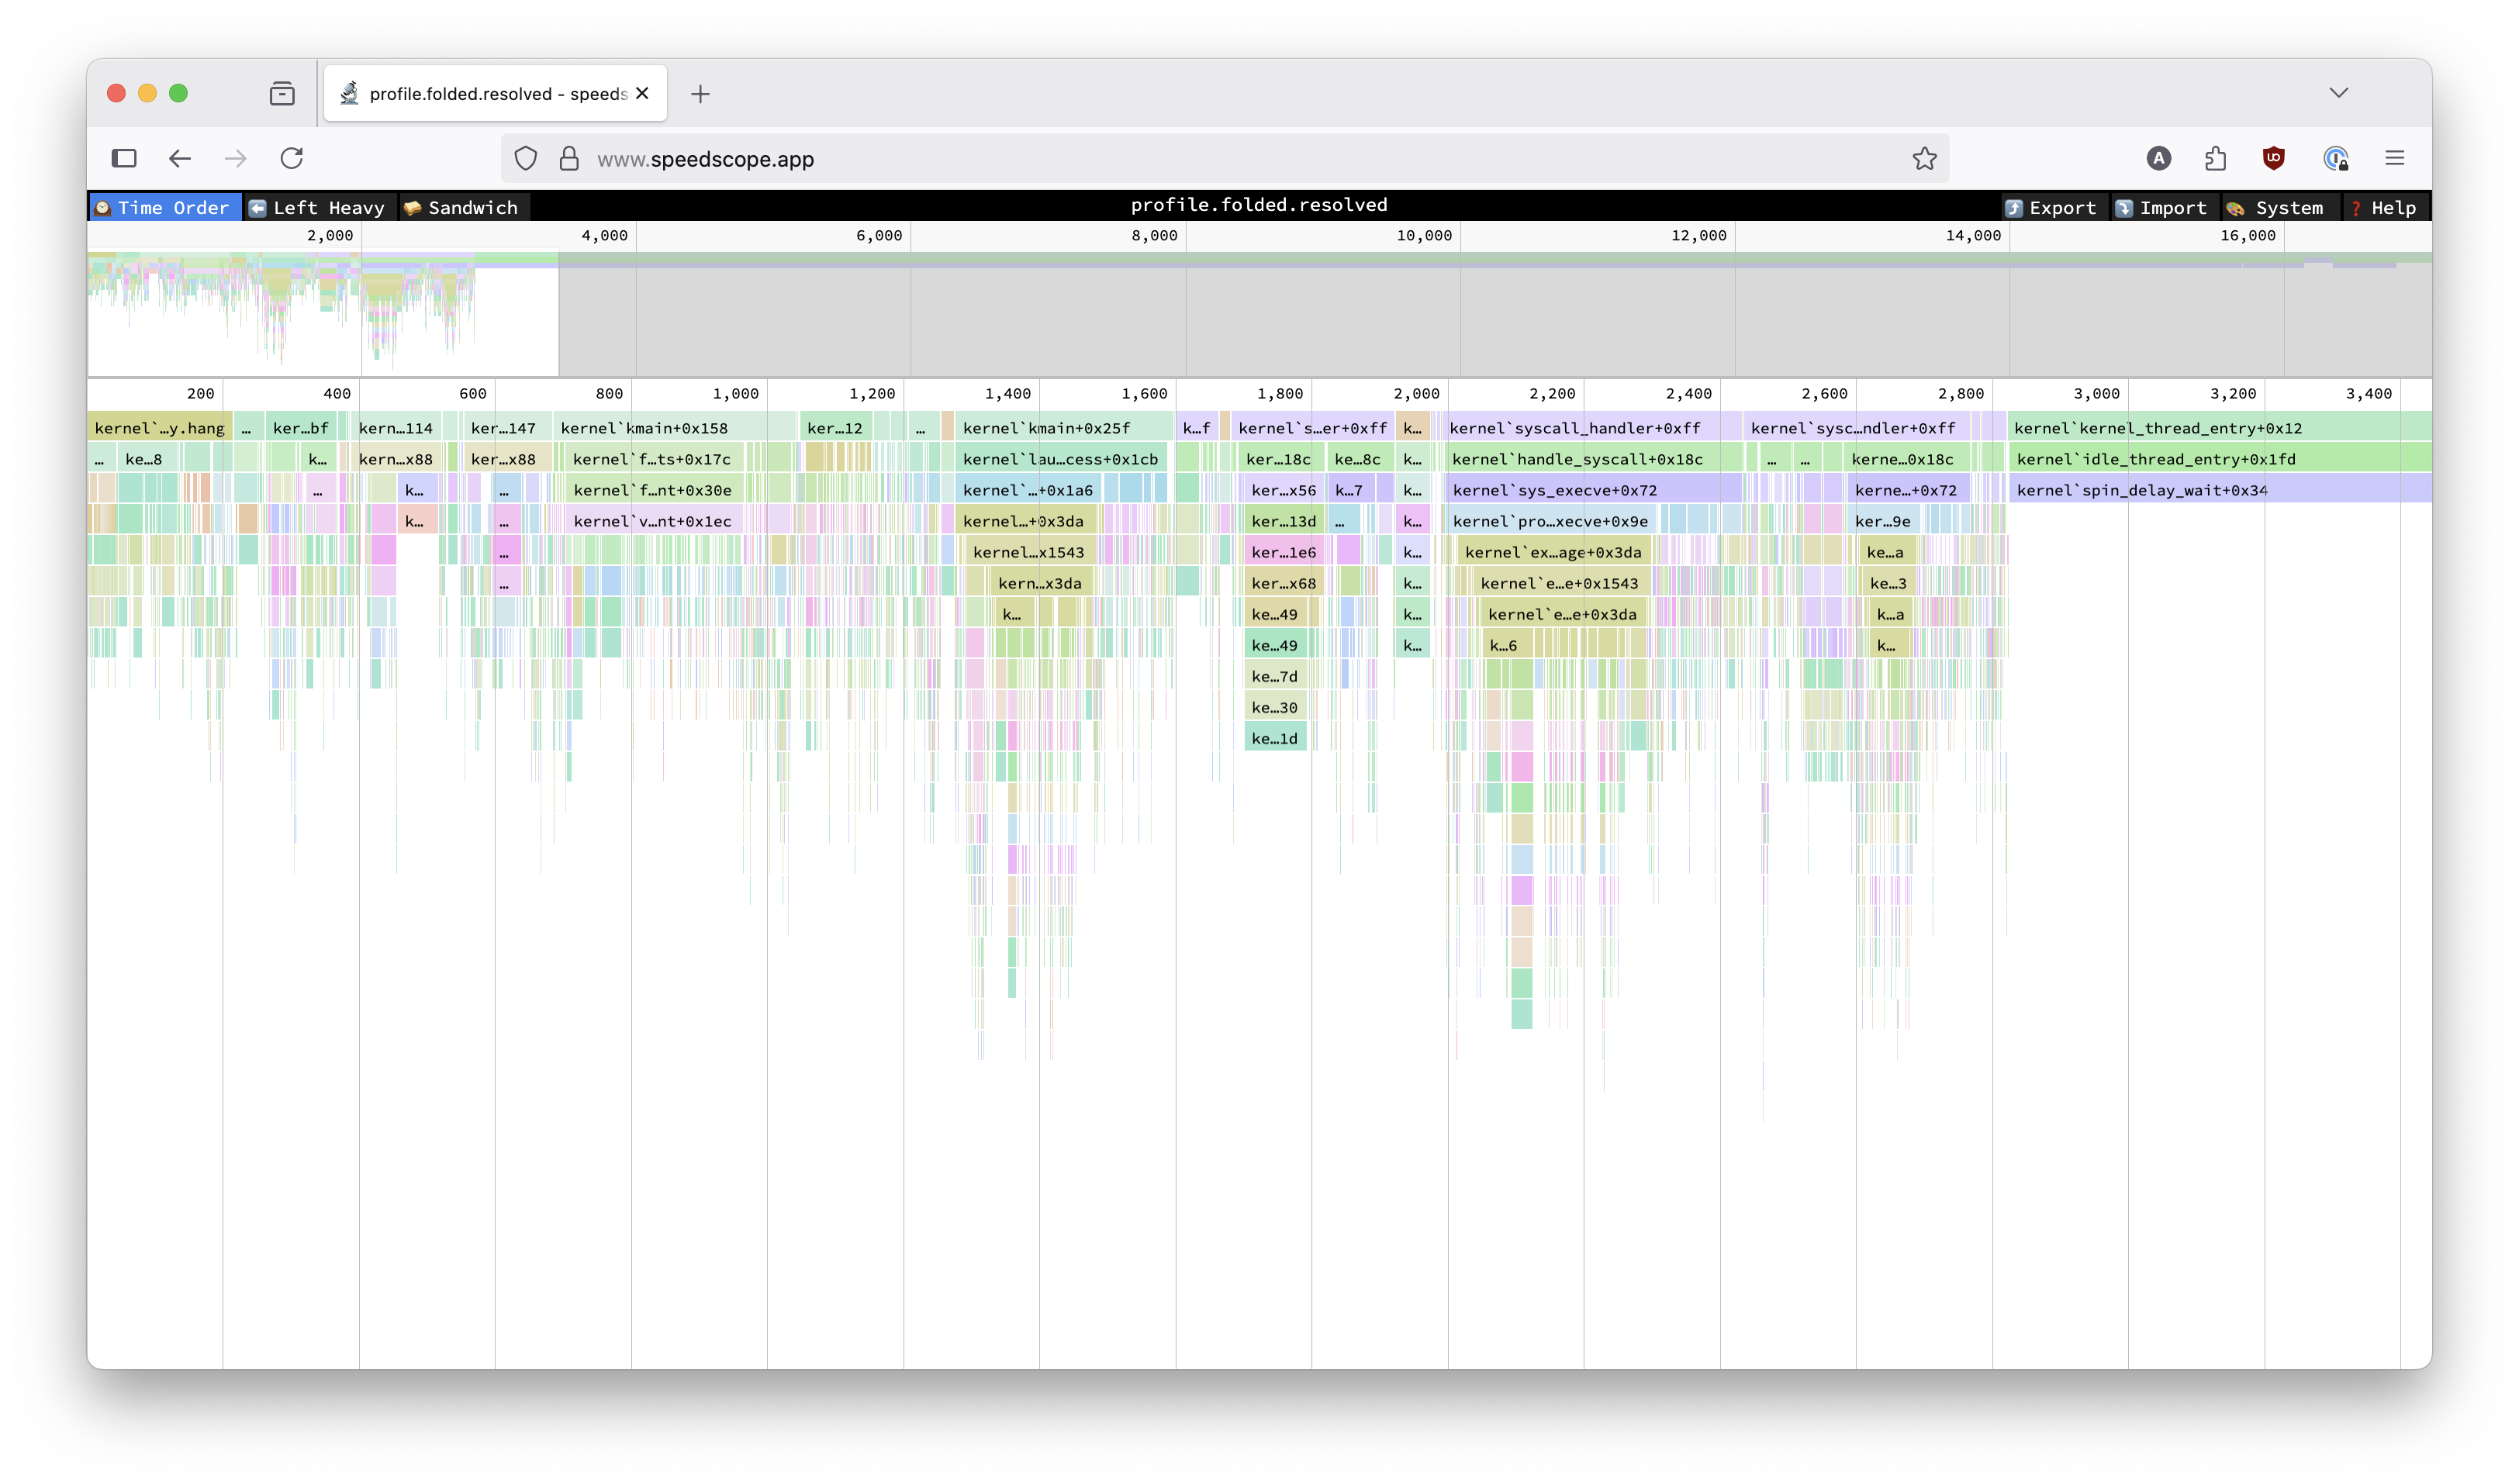 profile.folded.resolved - speeds
www.speedscope.app
Time Order Left Heavy Sandwich profile.folded.resolved Export Import System Help
2,000 4,000 6,000 8,000 10,000 12,000 14,000 16,000
200 400 600 800 1,000 1,200 1,400 1,600 1,800 2,000 2,200 2,400 2,600 2,800 3,000 3,200 3,400
kernel`…y.hang … ker…bf kern…114 ker…147 kernel`kmain+0x158 ker…12 … kernel`kmain+0x25f k…f kernel`s…er+0xff k… kernel`syscall_handler+0xff kernel`sysc…ndler+0xff kernel`kernel_thread_entry+0x12
… ke…8 k… kern…x88 ker…x88 kernel`f…ts+0x17c kernel`lau…cess+0x1cb ker…18c ke…8c k… kernel`handle_syscall+0x18c … … kerne…0x18c kernel`idle_thread_entry+0x1fd
… k… … kernel`f…nt+0x30e kernel`…+0x1a6 ker…x56 k…7 k… kernel`sys_execve+0x72 kerne…+0x72 kernel`spin_delay_wait+0x34
k… … kernel`v…nt+0x1ec kernel…+0x3da ker…13d … k… kernel`pro…xecve+0x9e ker…9e
… kernel…x1543 ker…1e6 k… kernel`ex…age+0x3da ke…a
… kern…x3da ker…x68 k… kernel`e…e+0x1543 ke…3
k… ke…49 k… kernel`e…e+0x3da k…a
ke…49 k… k…6 k…
ke…7d
ke…30
ke…1d